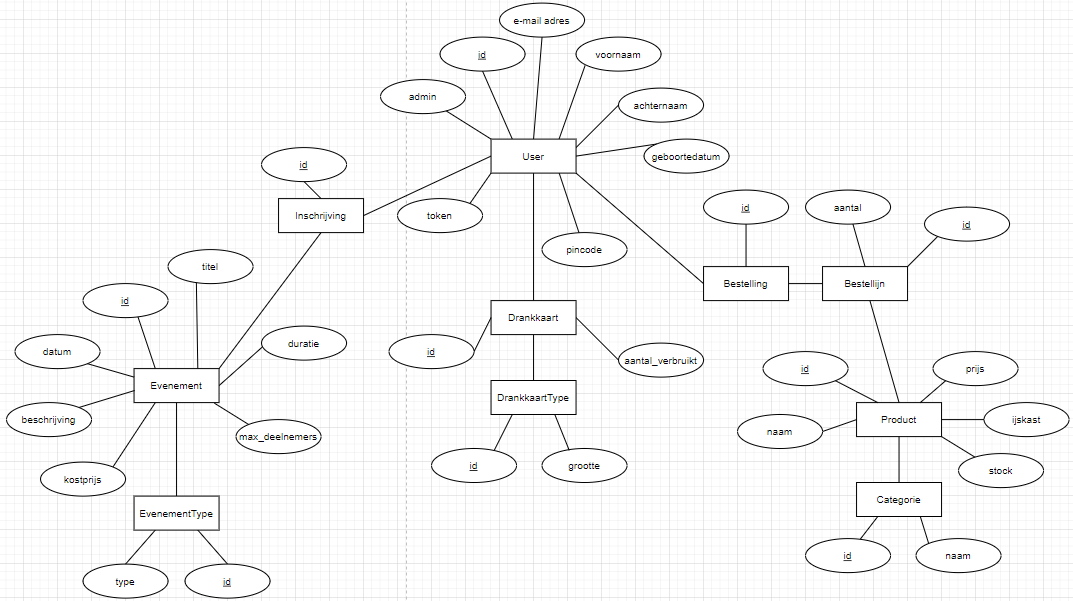 e-mail adres
id
voornaam
admin
achternaam
User
geboortedatum
id
Inschrijving
token
id
aantal
id
pincode
titel
id
Bestelling
Bestellijn
Drankkaart
datum
duratie
id
aantal_verbruikt
id
prijs
Evenement
DrankkaartType
beschrijving
naam
Product
ijskast
max_deelnemers
id
grootte
stock
kostprijs
Categorie
EvenementType
id
naam
type
id